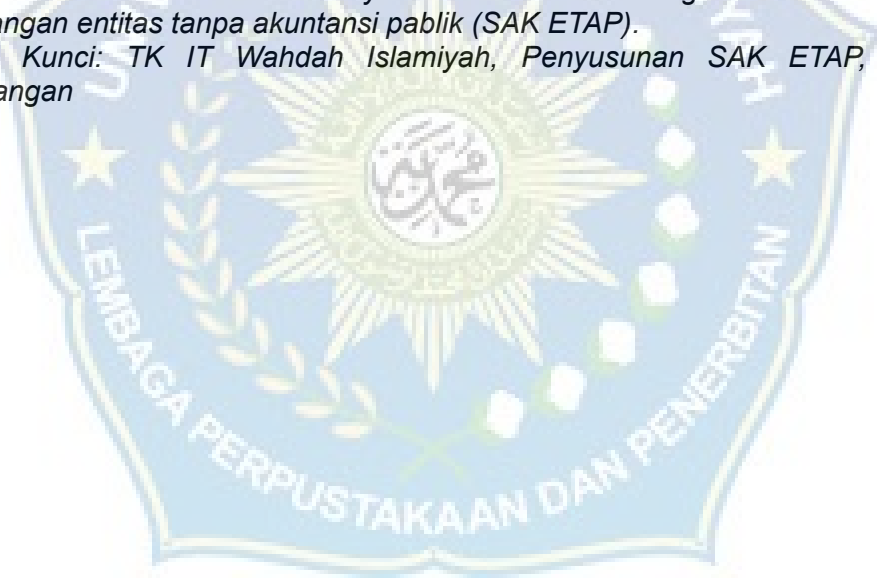 angan entitas tanpa akuntansi pablik (SAK ETAP).
Kunci: TK IT Wahdah Islamiyah, Penyusunan SAK ETAP,
angan
LEMBAGA PERPUSTAKAAN DAN PENERBITAN